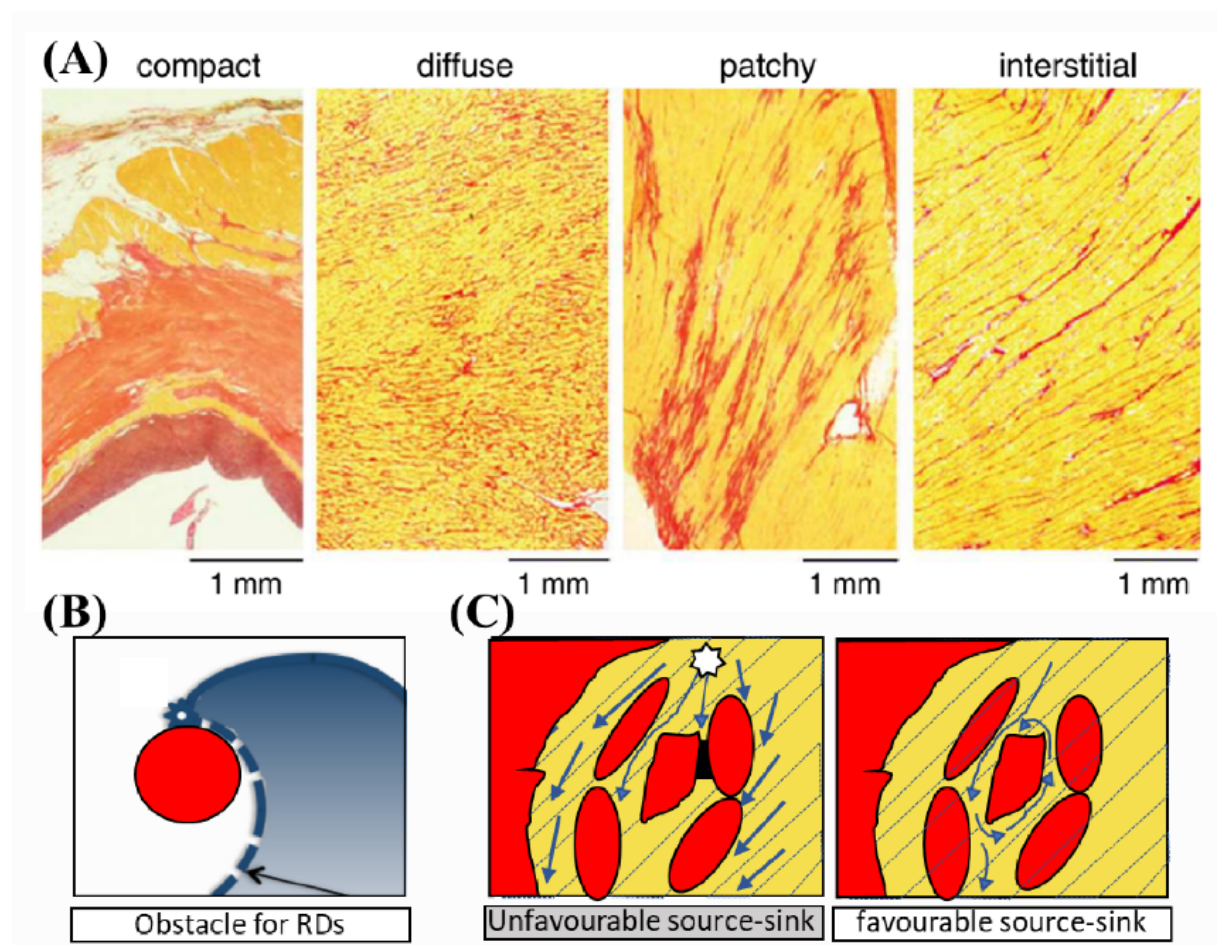 (A)
compact diffuse patchy interstitial
1 mm 1 mm 1 mm 1 mm
(B) (C)
Obstacle for RDs Unfavourable source-sink favourable source-sink